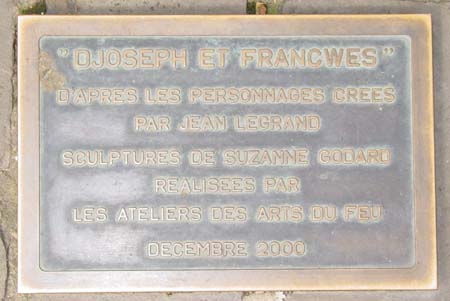 "DJOSEPH ET FRANCWES"
D'APRES LES PERSONNAGES CREES
PAR JEAN LEGRAND
SCULPTURES DE SUZANNE GODARD
REALISEES PAR
LES ATELIERS DES ARTS DU FEU
DECEMBRE 2000